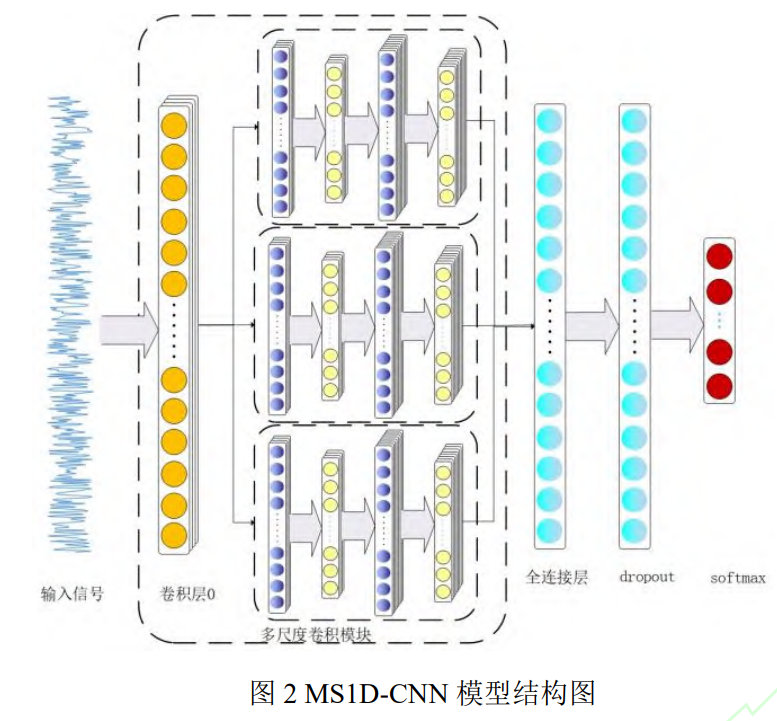 输入信号
卷积层0
多尺度卷积模块
全连接层
dropout
softmax
图 2 MS1D-CNN 模型结构图